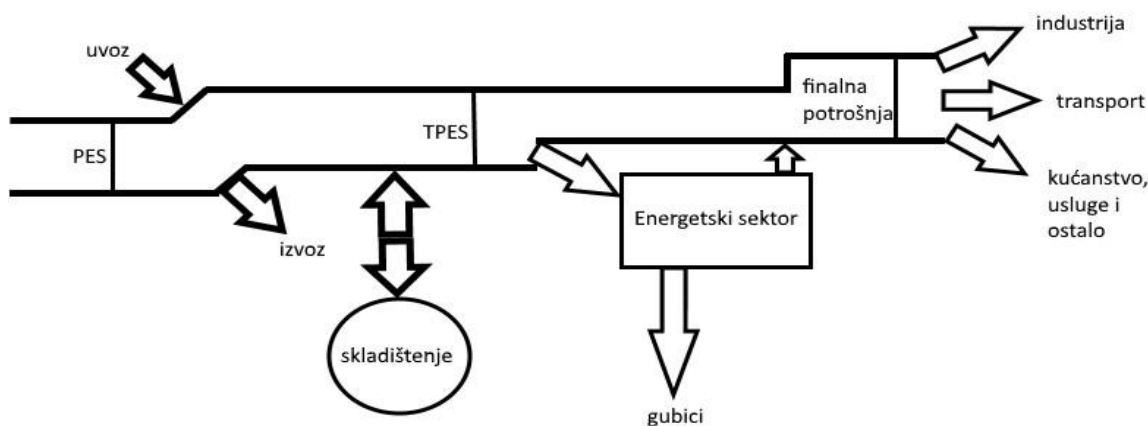 uvoz
PES
izvoz
TPES
skladištenje
Energetski sektor
gubici
finalna
potrošnja
industrija
transport
kućanstvo,
usluge i
ostalo